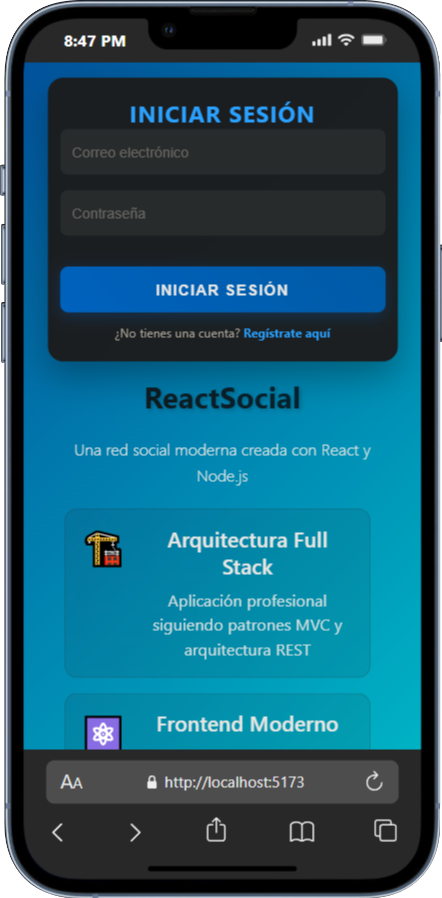 8:47 PM
INICIAR SESIÓN
Correo electrónico
Contraseña
INICIAR SESIÓN
¿No tienes una cuenta? Regístrate aquí
ReactSocial
Una red social moderna creada con React y
Node.js
Arquitectura Full
Stack
Aplicación profesional
siguiendo patrones MVC y
arquitectura REST
Frontend Moderno
AA
http://localhost:5173